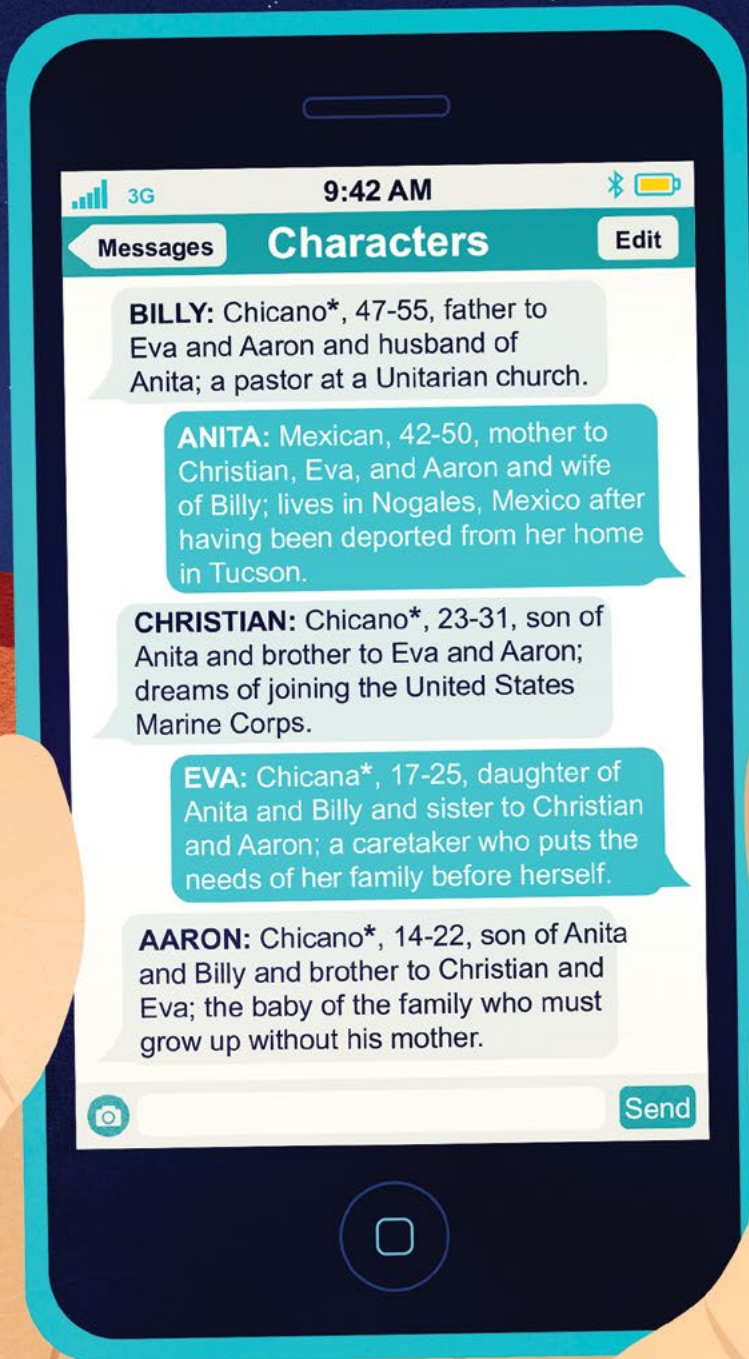 3G
9:42 AM
Messages
Characters
Edit
BILLY: Chicano*, 47-55, father to
Eva and Aaron and husband of
Anita; a pastor at a Unitarian church.
ANITA: Mexican, 42-50, mother to
Christian, Eva, and Aaron and wife
of Billy; lives in Nogales, Mexico after
having been deported from her home
in Tucson.
CHRISTIAN: Chicano*, 23-31, son of
Anita and brother to Eva and Aaron;
dreams of joining the United States
Marine Corps.
EVA: Chicana*, 17-25, daughter of
Anita and Billy and sister to Christian
and Aaron; a caretaker who puts the
needs of her family before herself.
AARON: Chicano*, 14-22, son of Anita
and Billy and brother to Christian and
Eva; the baby of the family who must
grow up without his mother.
Send